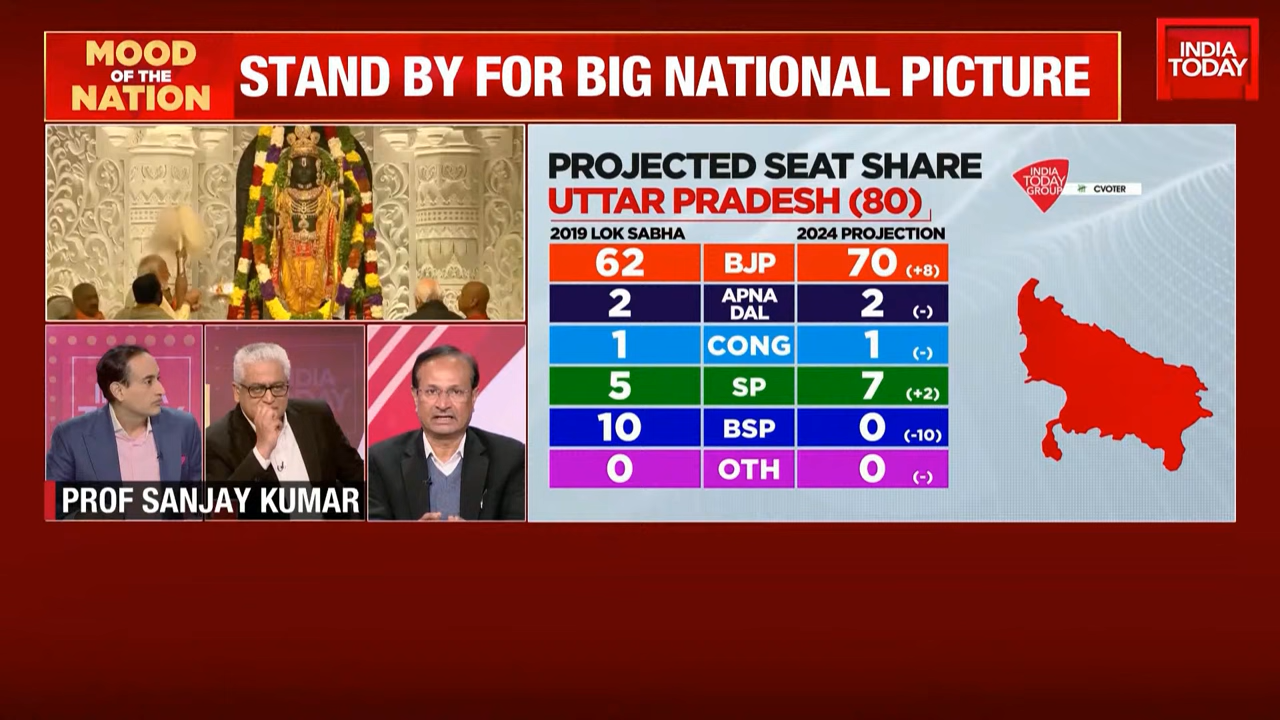 MOOD
OF THE
NATION
STAND BY FOR BIG NATIONAL PICTURE
INDIA
TODAY
PROJECTED SEAT SHARE
UTTAR PRADESH (80)
INDIA
TODAY
GROUP
CVOTER
2019 LOK SABHA
2024 PROJECTION
62 BJP 70 (+8)
2 APNA DAL 2 (-)
1 CONG 1 (-)
5 SP 7 (+2)
10 BSP 0 (-10)
0 OTH 0 (-)
PROF SANJAY KUMAR